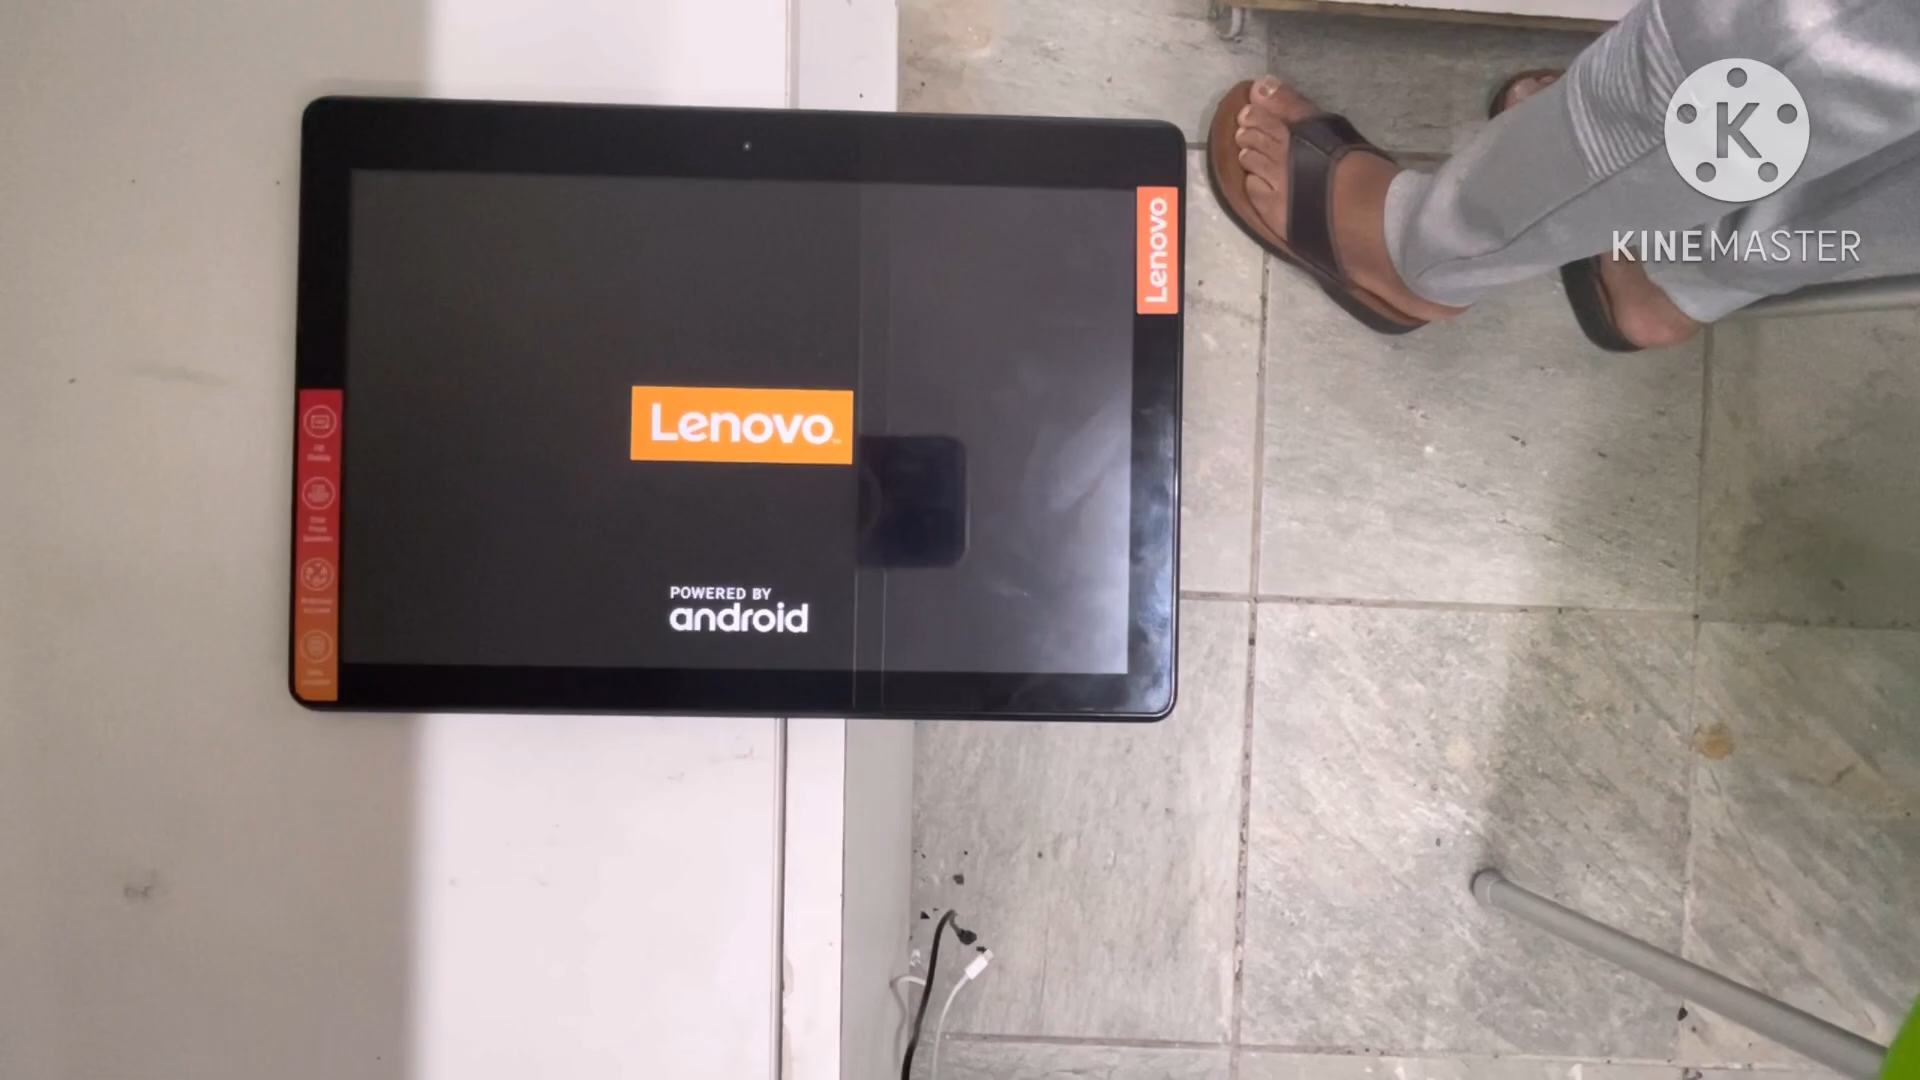 Lenovo
Lenovo
POWERED BY
android
K
KINEMASTER